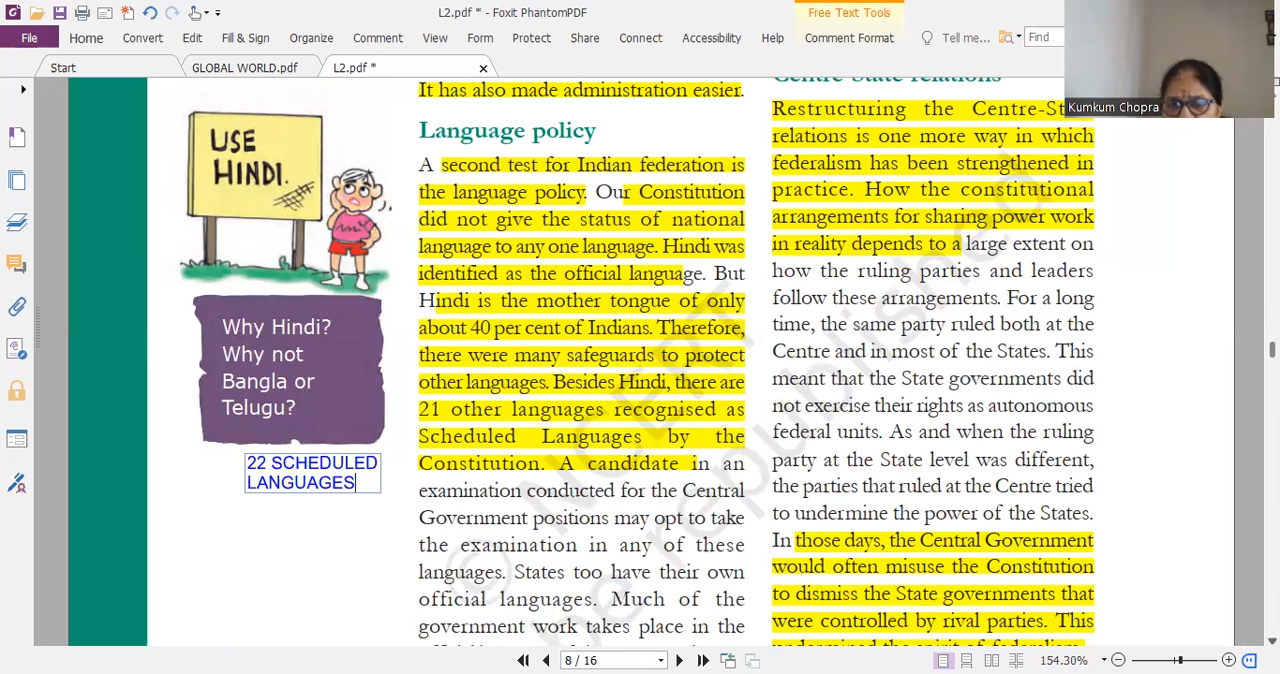 L2.pdf * - Foxit PhantomPDF
Free Text Tools
File Home Convert Edit Fill & Sign Organize Comment View Form Protect Share Connect Accessibility Help Comment Format Tell me... Find
Start GLOBAL WORLD.pdf L2.pdf *
Kumkum Chopra
USE
HINDI.
Why Hindi?
Why not
Bangla or
Telugu?
22 SCHEDULED
LANGUAGES
It has also made administration easier.
Language policy
A second test for Indian federation is
the language policy. Our Constitution
did not give the status of national
language to any one language. Hindi was
identified as the official language. But
Hindi is the mother tongue of only
about 40 per cent of Indians. Therefore,
there were many safeguards to protect
other languages. Besides Hindi, there are
21 other languages recognised as
Scheduled Languages by the
Constitution. A candidate in an
examination conducted for the Central
Government positions may opt to take
the examination in any of these
languages. States too have their own
official languages. Much of the
government work takes place in the
Centre-State relations
Restructuring the Centre-St
relations is one more way in which
federalism has been strengthened in
practice. How the constitutional
arrangements for sharing power work
in reality depends to a large extent on
how the ruling parties and leaders
follow these arrangements. For a long
time, the same party ruled both at the
Centre and in most of the States. This
meant that the State governments did
not exercise their rights as autonomous
federal units. As and when the ruling
party at the State level was different,
the parties that ruled at the Centre tried
to undermine the power of the States.
In those days, the Central Government
would often misuse the Constitution
to dismiss the State governments that
were controlled by rival parties. This
undermined the spirit of federalism.
© NCERT
be republished
8 / 16
154.30%